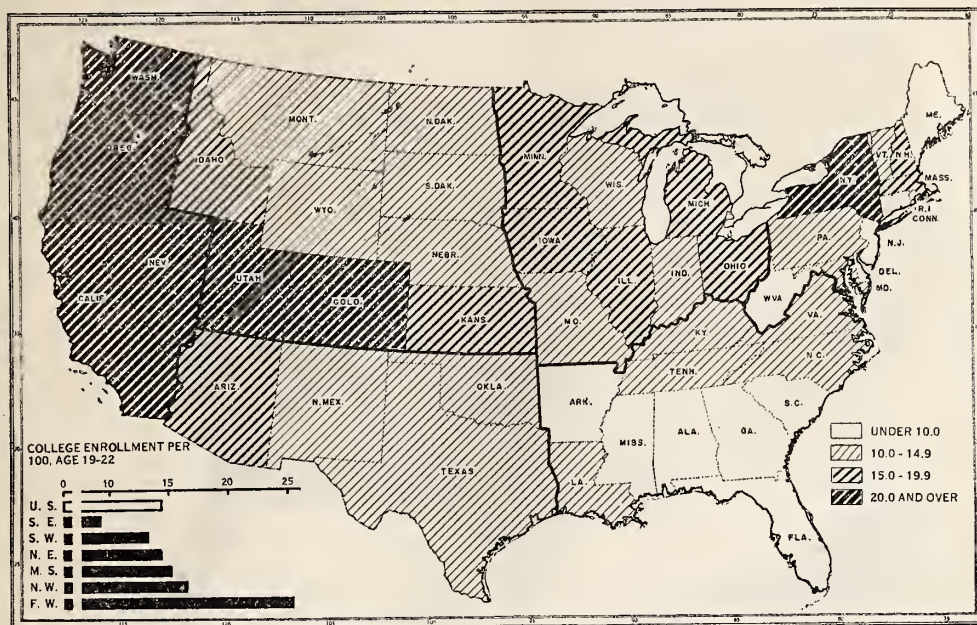 WASH.
MONT.
N.DAK.
MINN.
ME.
OREG.
IDAHO
WIS.
VT.
N.H.
N.Y.
MASS.
S.DAK.
MICH.
WYO.
R.I.
CONN.
IOWA
PA.
NEBR.
N.J.
NEV.
UTAH
ILL.
IND.
OHIO
DEL.
MD.
CALIF.
COLO.
W.VA.
KANS.
MO.
VA.
KY.
N.C.
TENN.
ARIZ.
OKLA.
N.MEX.
ARK.
S.C.
MISS.
ALA.
GA.
TEXAS
LA.
FLA.
UNDER 10.0
10.0 - 14.9
15.0 - 19.9
20.0 AND OVER
COLLEGE ENROLLMENT PER
100, AGE 19-22
0 5 10 15 20 25
U. S.
S. E.
S. W.
N. E.
M. S.
N. W.
F. W.